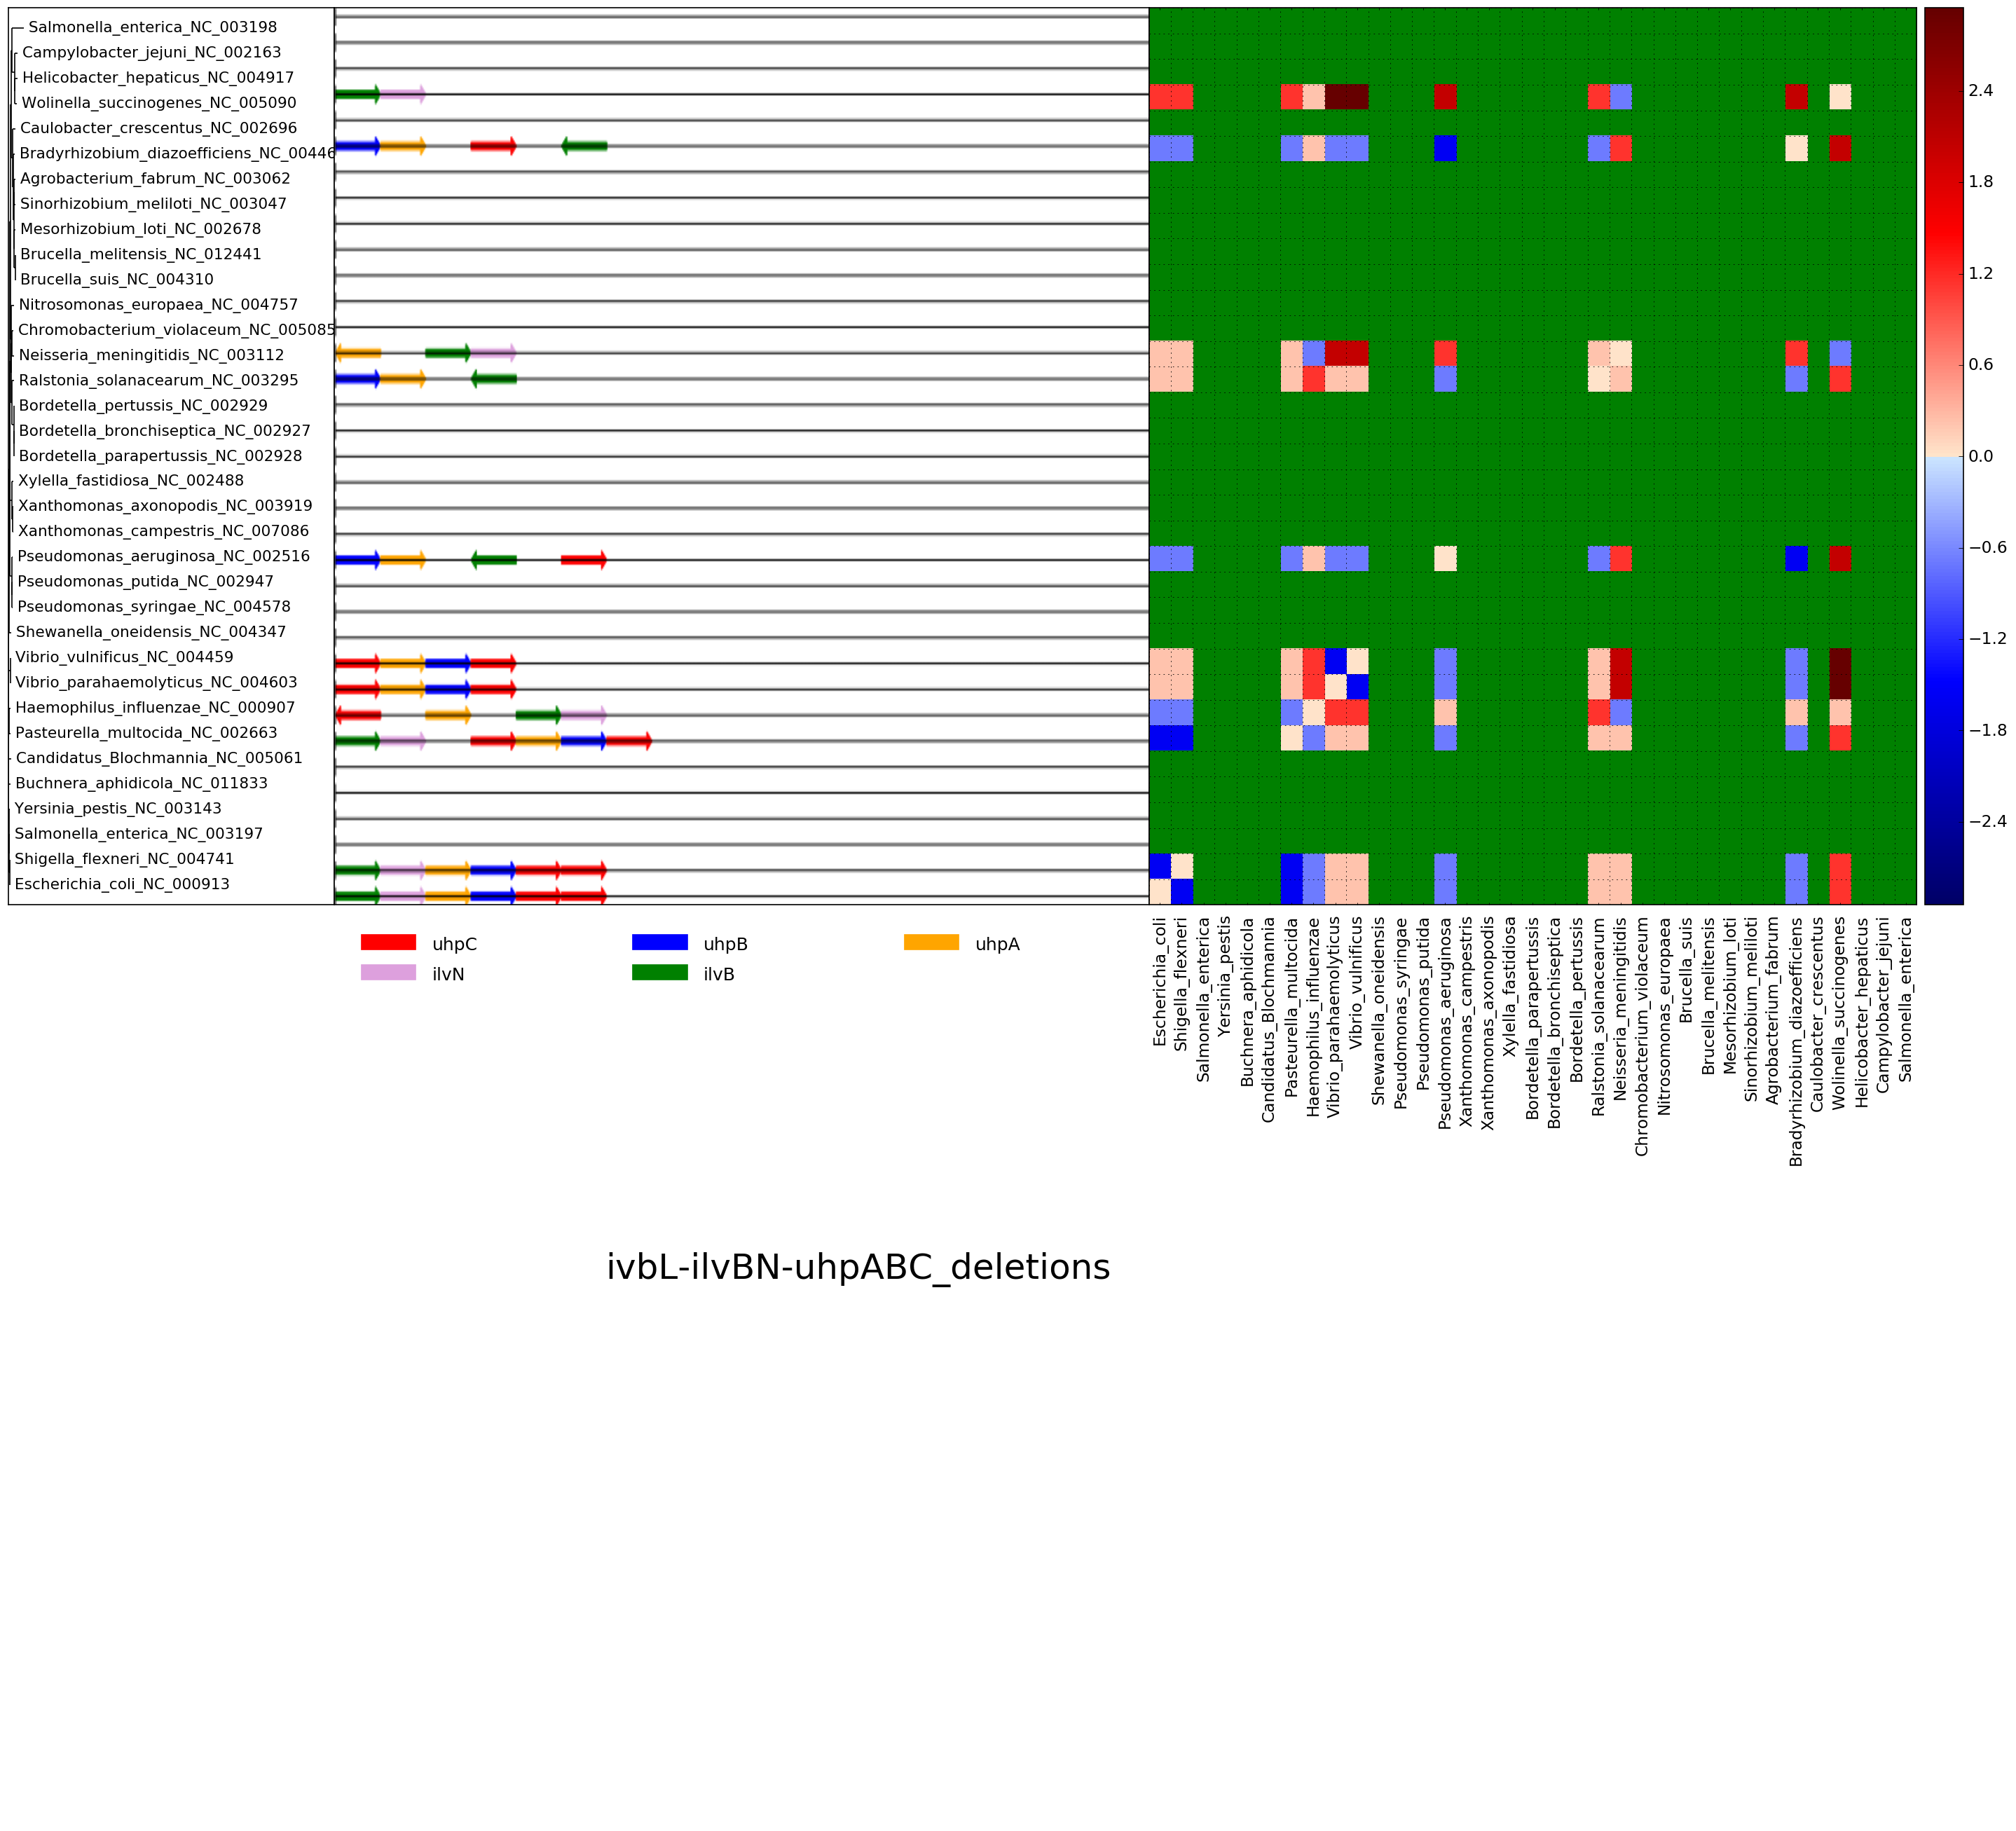 Salmonella_enterica_NC_003198
Campylobacter_jejuni_NC_002163
Helicobacter_hepaticus_NC_004917
Wolinella_succinogenes_NC_005090
Caulobacter_crescentus_NC_002696
Bradyrhizobium_diazoefficiens_NC_00446
Agrobacterium_fabrum_NC_003062
Sinorhizobium_meliloti_NC_003047
Mesorhizobium_loti_NC_002678
Brucella_melitensis_NC_012441
Brucella_suis_NC_004310
Nitrosomonas_europaea_NC_004757
Chromobacterium_violaceum_NC_005085
Neisseria_meningitidis_NC_003112
Ralstonia_solanacearum_NC_003295
Bordetella_pertussis_NC_002929
Bordetella_bronchiseptica_NC_002927
Bordetella_parapertussis_NC_002928
Xylella_fastidiosa_NC_002488
Xanthomonas_axonopodis_NC_003919
Xanthomonas_campestris_NC_007086
Pseudomonas_aeruginosa_NC_002516
Pseudomonas_putida_NC_002947
Pseudomonas_syringae_NC_004578
Shewanella_oneidensis_NC_004347
Vibrio_vulnificus_NC_004459
Vibrio_parahaemolyticus_NC_004603
Haemophilus_influenzae_NC_000907
Pasteurella_multocida_NC_002663
Candidatus_Blochmannia_NC_005061
Buchnera_aphidicola_NC_011833
Yersinia_pestis_NC_003143
Salmonella_enterica_NC_003197
Shigella_flexneri_NC_004741
Escherichia_coli_NC_000913
2.4
1.8
1.2
0.6
0.0
−0.6
−1.2
−1.8
−2.4
uhpC
uhpB
uhpA
ilvN
ilvB
Escherichia_coli
Shigella_flexneri
Salmonella_enterica
Yersinia_pestis
Buchnera_aphidicola
Candidatus_Blochmannia
Pasteurella_multocida
Haemophilus_influenzae
Vibrio_parahaemolyticus
Vibrio_vulnificus
Shewanella_oneidensis
Pseudomonas_syringae
Pseudomonas_putida
Pseudomonas_aeruginosa
Xanthomonas_campestris
Xanthomonas_axonopodis
Xylella_fastidiosa
Bordetella_parapertussis
Bordetella_bronchiseptica
Bordetella_pertussis
Ralstonia_solanacearum
Neisseria_meningitidis
Chromobacterium_violaceum
Nitrosomonas_europaea
Brucella_suis
Brucella_melitensis
Mesorhizobium_loti
Sinorhizobium_meliloti
Agrobacterium_fabrum
Bradyrhizobium_diazoefficiens
Caulobacter_crescentus
Wolinella_succinogenes
Helicobacter_hepaticus
Campylobacter_jejuni
Salmonella_enterica
ivbL-ilvBN-uhpABC_deletions